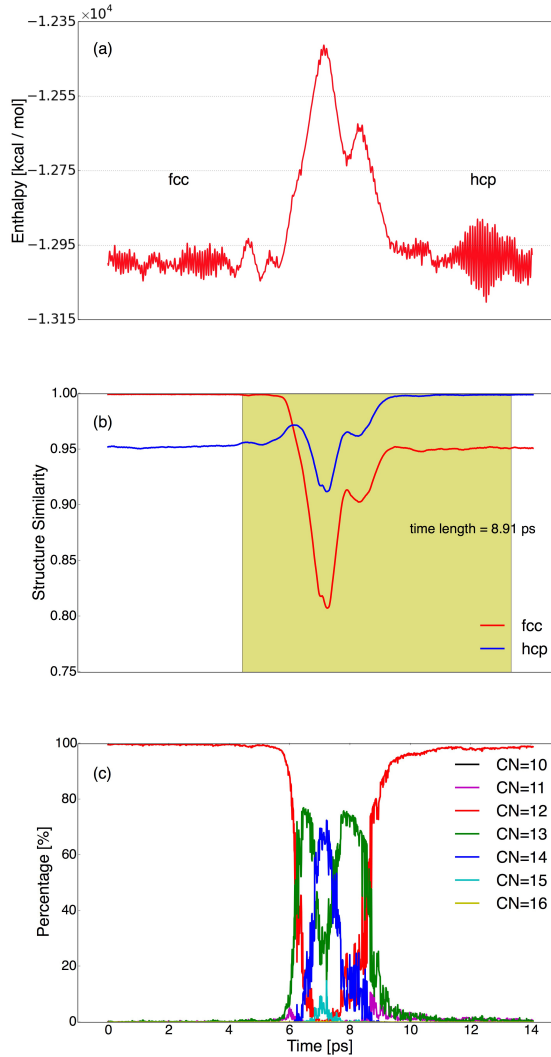 ×10⁴
−1.235
(a)
−1.255
−1.275
fcc
hcp
−1.295
−1.315
Enthalpy [kcal / mol]
1.00
(b)
0.95
0.90
time length = 8.91 ps
0.85
0.80
fcc
hcp
0.75
Structure Similarity
100
(c)
CN=10
CN=11
80
CN=12
CN=13
60
CN=14
CN=15
40
CN=16
20
0
Percentage [%]
0 2 4 6 8 10 12 14
Time [ps]